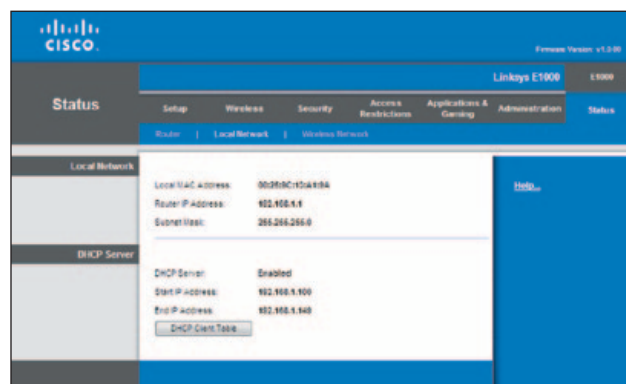 CISCO
Firmware Version: v1.0.00
Linksys E1000
E1000
Status
Setup
Wireless
Security
Access Restrictions
Applications & Gaming
Administration
Status
Router | Local Network | Wireless Network
Local Network
Local MAC Address:
Router IP Address: 192.168.1.1
Subnet Mask: 255.255.255.0
Help...
DHCP Server
DHCP Server: Enabled
Start IP Address: 192.168.1.100
End IP Address: 192.168.1.149
DHCP Client Table